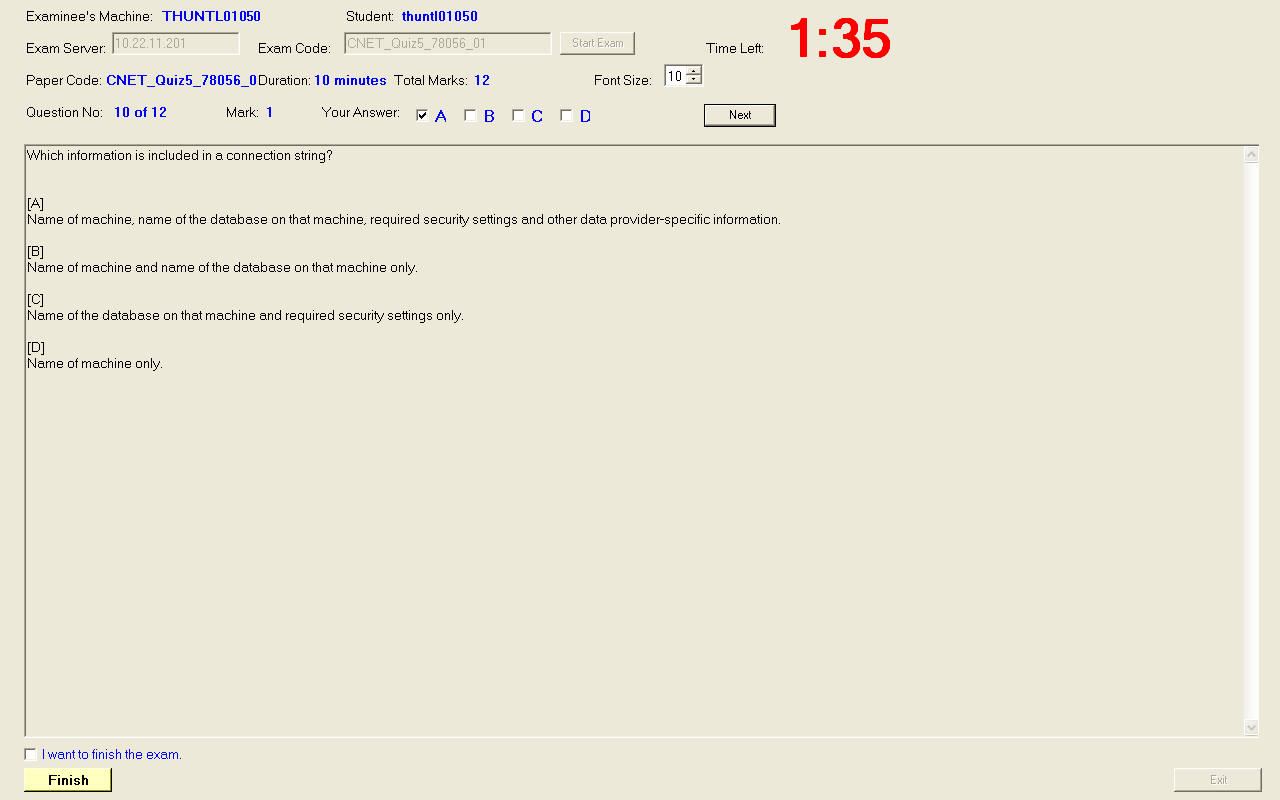 Examinee's Machine: THUNTL01050 Student: thuntl01050
Exam Server: 10.22.11.201 Exam Code: CNET_Quiz5_78056_01 Start Exam Time Left: 1:35
Paper Code: CNET_Quiz5_78056_0 Duration: 10 minutes Total Marks: 12 Font Size: 10
Question No: 10 of 12 Mark: 1 Your Answer: A B C D Next
Which information is included in a connection string?
[A]
Name of machine, name of the database on that machine, required security settings and other data provider-specific information.
[B]
Name of machine and name of the database on that machine only.
[C]
Name of the database on that machine and required security settings only.
[D]
Name of machine only.
I want to finish the exam.
Finish Exit